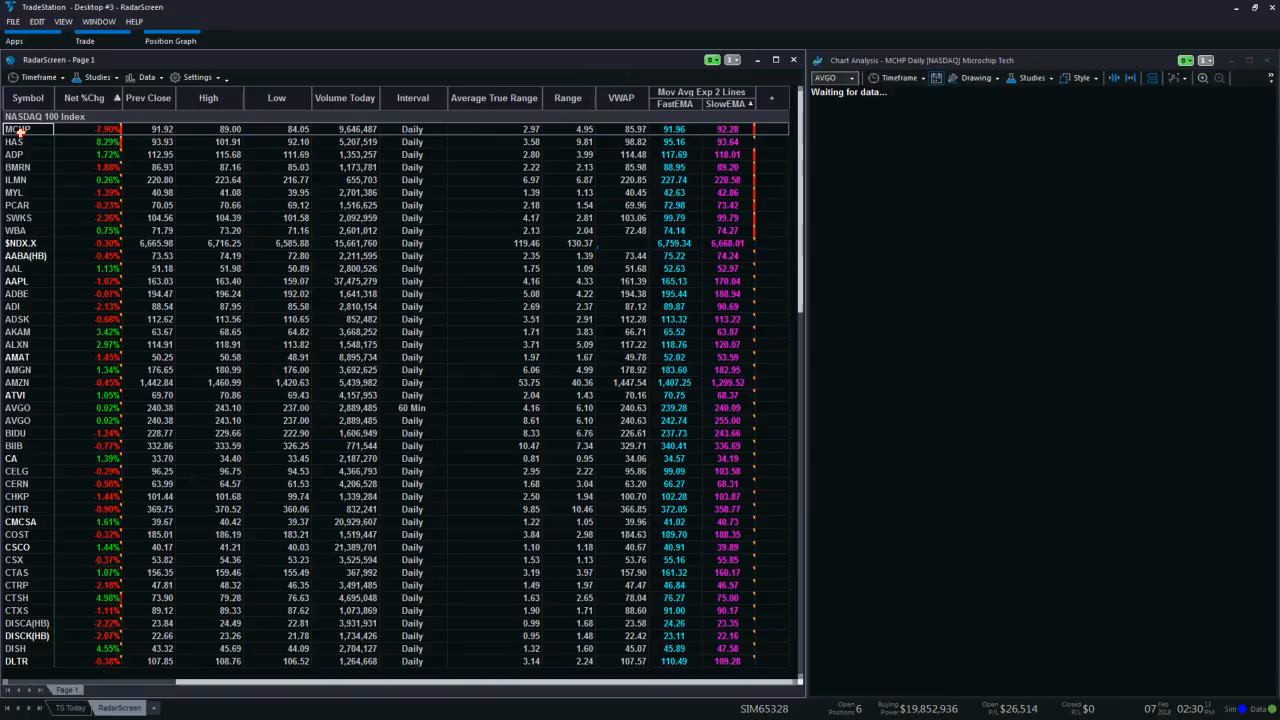 TradeStation - Desktop #3 - RadarScreen
FILE EDIT VIEW WINDOW HELP
Apps Trade Position Graph
RadarScreen - Page 1 S 1
Chart Analysis - MCHP Daily [NASDAQ] Microchip Tech S 1
Timeframe Studies Data Settings
AVGO Timeframe Drawing Studies Style
Waiting for data...
Symbol Net %Chg Prev Close High Low Volume Today Interval Average True Range Range VWAP Mov Avg Exp 2 Lines +
FastEMA SlowEMA
NASDAQ 100 Index
MCHP -7.90% 91.92 89.00 84.05 9,646,487 Daily 2.97 4.95 85.97 91.96 92.28
HAS 8.29% 93.93 101.91 92.10 5,207,519 Daily 3.58 9.81 98.82 95.16 93.64
ADP 1.72% 112.95 115.68 111.69 1,353,257 Daily 2.80 3.99 114.48 117.69 118.01
BMRN -1.88% 86.93 87.16 85.03 1,173,781 Daily 2.22 2.13 85.98 88.95 89.20
ILMN 0.26% 220.80 223.64 216.77 655,703 Daily 6.97 6.87 220.85 227.74 228.58
MYL -1.39% 40.98 41.08 39.95 2,701,386 Daily 1.39 1.13 40.45 42.63 42.86
PCAR -0.23% 70.05 70.66 69.12 1,516,625 Daily 2.18 1.54 69.96 72.98 73.42
SWKS -2.26% 104.56 104.39 101.58 2,092,959 Daily 4.17 2.81 103.06 99.79 99.79
WBA 0.75% 71.79 73.20 71.16 2,601,012 Daily 2.13 2.04 72.48 74.14 74.27
$NDX.X -0.30% 6,665.98 6,716.25 6,585.88 15,661,760 Daily 119.46 130.37 6,759.34 6,668.01
AABA(HB) -0.45% 73.53 74.19 72.80 2,211,595 Daily 2.35 1.39 73.44 75.22 74.24
AAL 1.13% 51.18 51.98 50.89 2,800,526 Daily 1.75 1.09 51.68 52.63 52.97
AAPL -1.02% 163.03 163.40 159.07 37,475,279 Daily 4.16 4.33 161.39 165.13 170.04
ADBE -0.07% 194.47 196.24 192.02 1,641,318 Daily 5.08 4.22 194.38 195.44 188.94
ADI -2.13% 88.54 87.95 85.58 2,810,154 Daily 2.69 2.37 87.12 89.87 90.69
ADSK -0.68% 112.62 113.56 110.65 852,482 Daily 3.51 2.91 112.28 113.32 113.22
AKAM 3.42% 63.67 68.65 64.82 3,668,252 Daily 1.71 3.83 66.71 65.52 63.87
ALXN 2.97% 114.91 118.91 113.82 1,548,175 Daily 3.71 5.09 117.22 118.76 120.07
AMAT -1.45% 50.25 50.58 48.91 8,895,734 Daily 1.97 1.67 49.78 52.02 53.59
AMGN 1.34% 176.65 180.99 176.00 3,692,625 Daily 6.06 4.99 178.92 183.60 182.95
AMZN -0.45% 1,442.84 1,460.99 1,420.63 5,439,982 Daily 53.75 40.36 1,447.54 1,407.25 1,299.52
ATVI 1.05% 69.70 70.86 69.43 4,157,953 Daily 2.04 1.43 70.16 70.75 68.37
AVGO 0.02% 240.38 243.10 237.00 2,889,485 60 Min 4.16 6.10 240.63 239.28 240.09
AVGO 0.02% 240.38 243.10 237.00 2,889,485 Daily 8.61 6.10 240.63 242.74 255.00
BIDU -1.24% 228.77 229.66 222.90 1,606,949 Daily 8.33 6.76 226.61 237.73 243.66
BIIB -0.77% 332.86 333.59 326.25 771,544 Daily 10.47 7.34 329.71 340.41 336.69
CA 1.39% 33.70 34.40 33.45 2,187,270 Daily 0.81 0.95 34.06 34.57 34.19
CELG -0.29% 96.25 96.75 94.53 4,366,793 Daily 2.95 2.22 95.86 99.09 103.58
CERN -0.98% 63.99 64.57 61.53 4,206,528 Daily 1.68 3.04 63.20 66.27 68.31
CHKP -1.44% 101.44 101.68 99.74 1,284,328 Daily 2.50 1.94 100.70 102.28 103.87
CHTR -0.90% 369.75 370.52 360.06 832,241 Daily 9.85 10.46 366.85 372.05 358.77
CMCSA 1.61% 39.67 40.42 39.37 20,929,607 Daily 1.22 1.05 39.96 41.02 40.73
COST -0.32% 185.01 186.19 183.21 1,519,447 Daily 3.84 2.98 184.63 189.70 188.35
CSCO 1.44% 40.17 41.21 40.03 21,389,701 Daily 1.10 1.18 40.67 40.91 39.89
CSX -0.37% 53.82 54.36 53.23 3,525,594 Daily 1.58 1.13 53.76 55.16 55.85
CTAS 1.07% 156.35 159.46 155.49 367,992 Daily 3.19 3.97 157.90 161.32 160.17
CTRP -2.18% 47.81 48.32 46.35 3,491,485 Daily 1.49 1.97 47.47 46.84 46.57
CTSH 4.98% 73.90 79.28 76.63 4,695,048 Daily 1.63 2.65 78.04 76.27 75.00
CTXS -1.11% 89.12 89.33 87.62 1,073,869 Daily 1.90 1.71 88.60 91.00 90.17
DISCA(HB) -2.22% 23.84 24.49 22.81 3,931,931 Daily 0.99 1.68 23.58 24.26 23.35
DISCK(HB) -2.07% 22.66 23.26 21.78 1,734,426 Daily 0.95 1.48 22.42 23.11 22.16
DISH 4.55% 43.32 45.69 44.09 2,704,127 Daily 1.32 1.60 45.07 45.89 47.58
DLTR -0.38% 107.85 108.76 106.52 1,264,668 Daily 3.14 2.24 107.57 110.49 109.28
Page 1
TS Today RadarScreen +
SIM65328 Open Positions 6 Buying Power $19,852,936 Open P/L $26,514 Closed P/L $0 07 Feb 2018 02:30 13 PM Sim Data